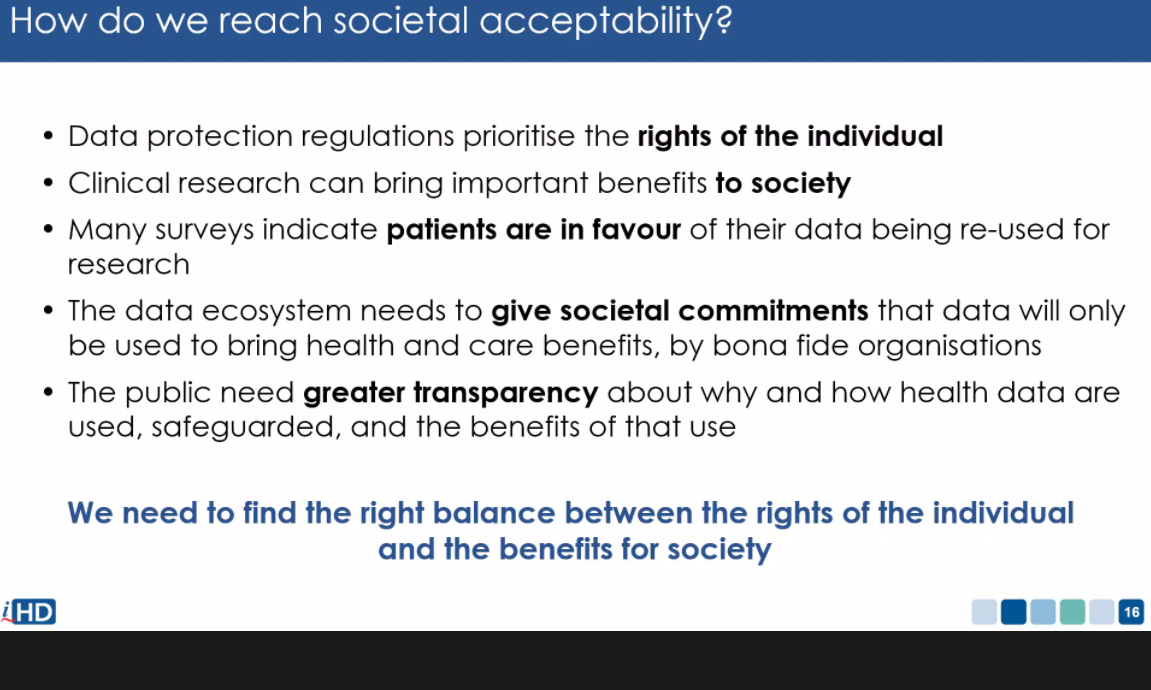 How do we reach societal acceptability?
• Data protection regulations prioritise the rights of the individual
• Clinical research can bring important benefits to society
• Many surveys indicate patients are in favour of their data being re-used for
research
• The data ecosystem needs to give societal commitments that data will only
be used to bring health and care benefits, by bona fide organisations
• The public need greater transparency about why and how health data are
used, safeguarded, and the benefits of that use
We need to find the right balance between the rights of the individual
and the benefits for society
iHD
16